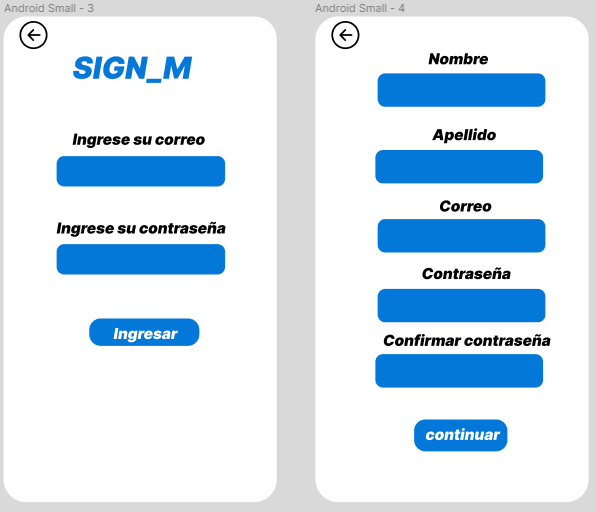 Android Small - 3
SIGN_M
Ingrese su correo
Ingrese su contraseña
Ingresar
Android Small - 4
Nombre
Apellido
Correo
Contraseña
Confirmar contraseña
continuar